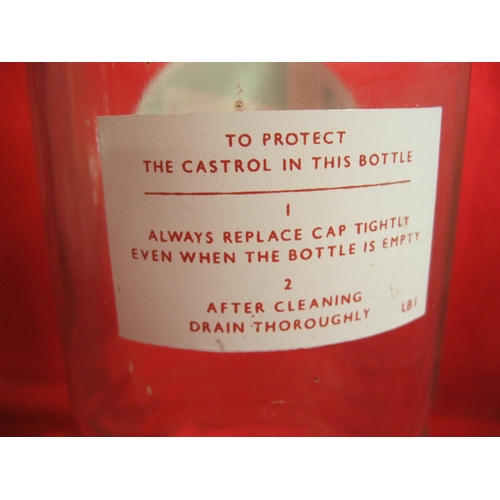 TO PROTECT
THE CASTROL IN THIS BOTTLE
1
ALWAYS REPLACE CAP TIGHTLY
EVEN WHEN THE BOTTLE IS EMPTY
2
AFTER CLEANING
DRAIN THOROUGHLY
LB1